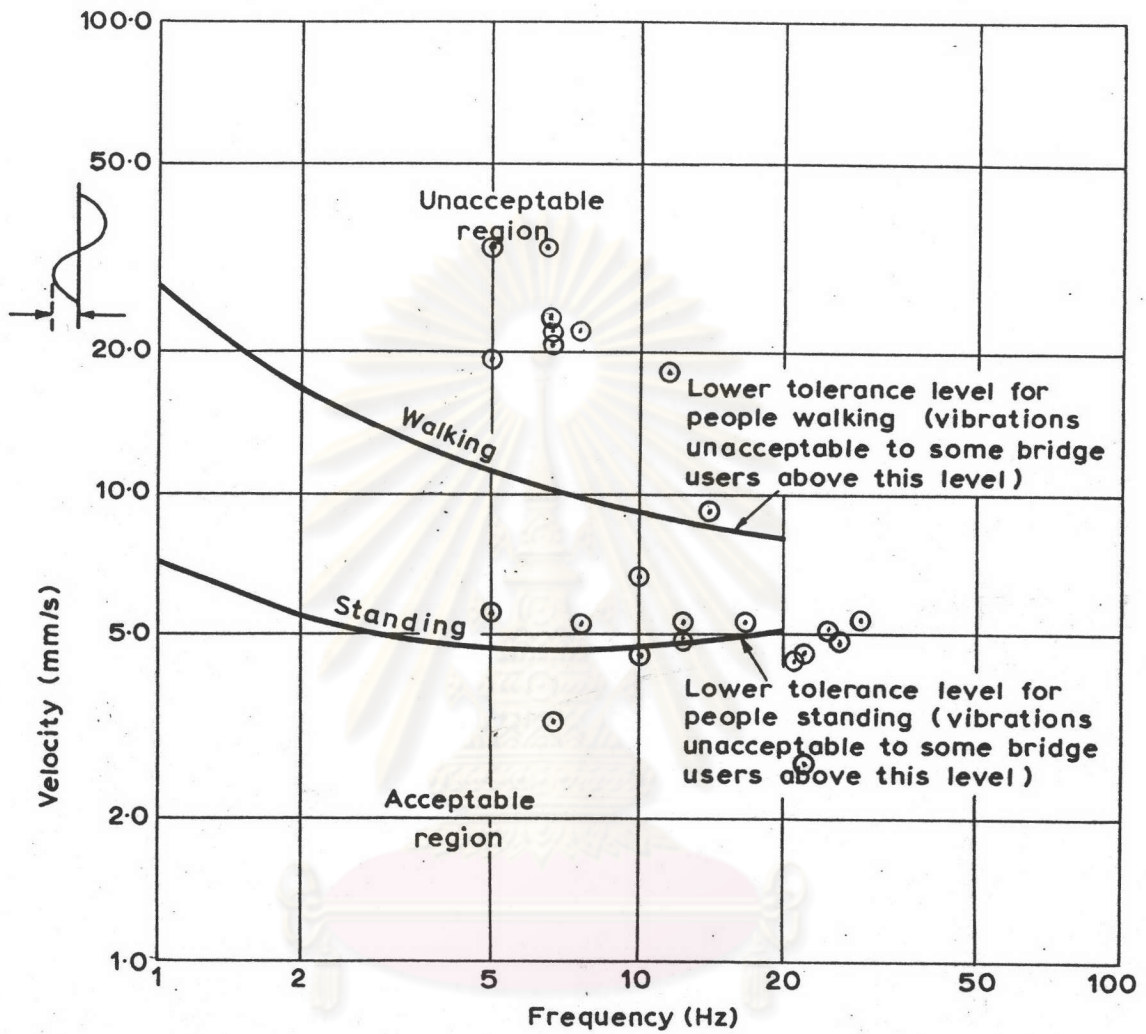 100·0
50·0
20·0
10·0
5·0
2·0
1·0
Velocity (mm/s)
Unacceptable
region
Walking
Lower tolerance level for
people walking (vibrations
unacceptable to some bridge
users above this level)
Standing
Lower tolerance level for
people standing (vibrations
unacceptable to some bridge
users above this level)
Acceptable
region
1
2
5
10
20
50
100
Frequency (Hz)